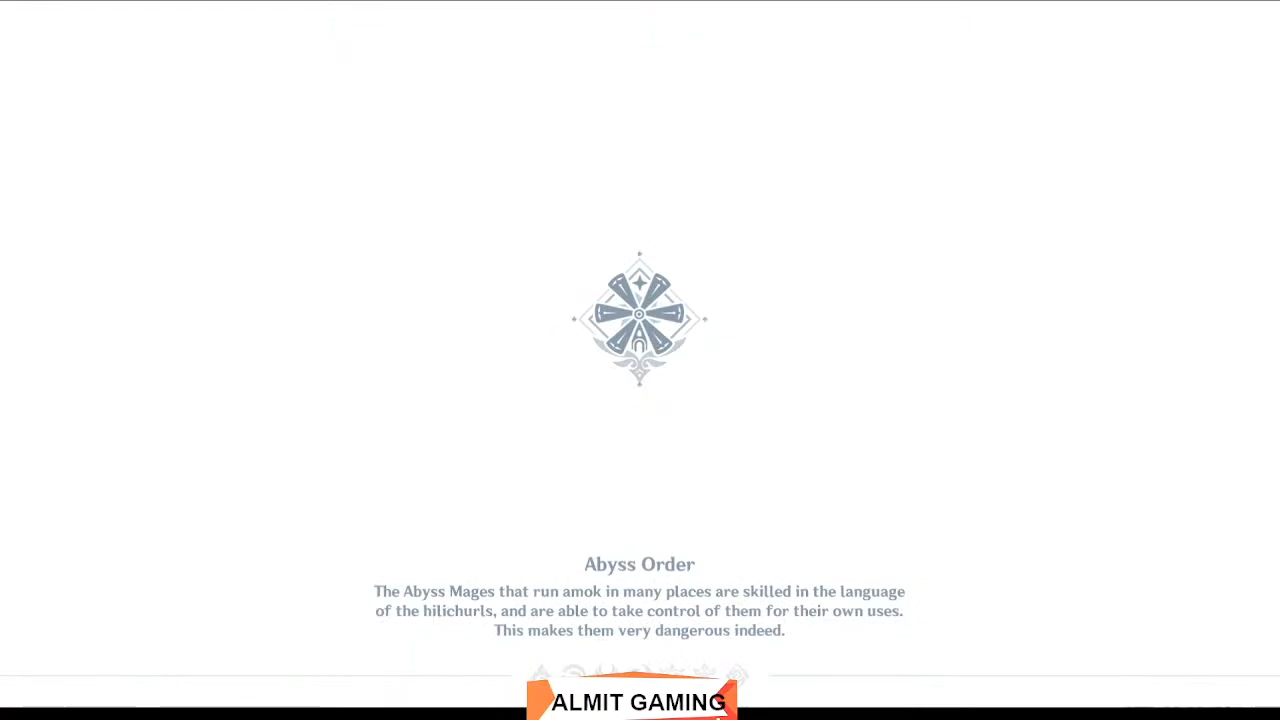 Abyss Order
The Abyss Mages that run amok in many places are skilled in the language
of the hilichurls, and are able to take control of them for their own uses.
This makes them very dangerous indeed.
ALMIT GAMING